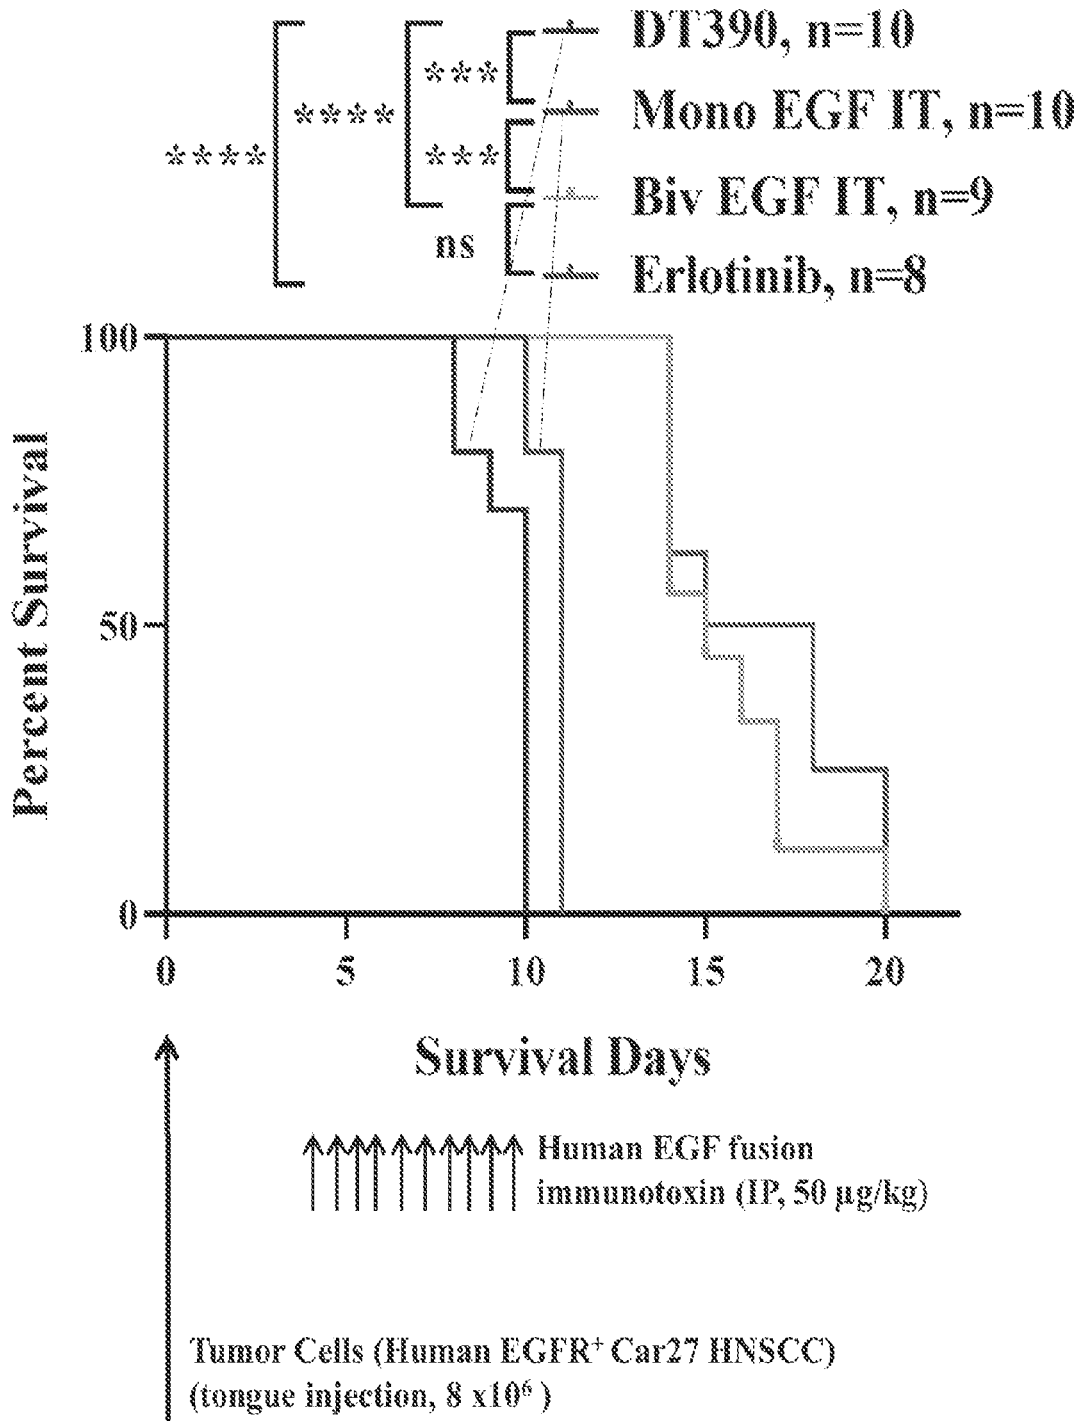 DT390, n=10
***
Mono EGF IT, n=10
****
****
***
Biv EGF IT, n=9
ns
Erlotinib, n=8
100
50
0
Percent Survival
0 5 10 15 20
Survival Days
Human EGF fusion
immunotoxin (IP, 50 μg/kg)
Tumor Cells (Human EGFR⁺ Car27 HNSCC)
(tongue injection, 8 x10⁶ )